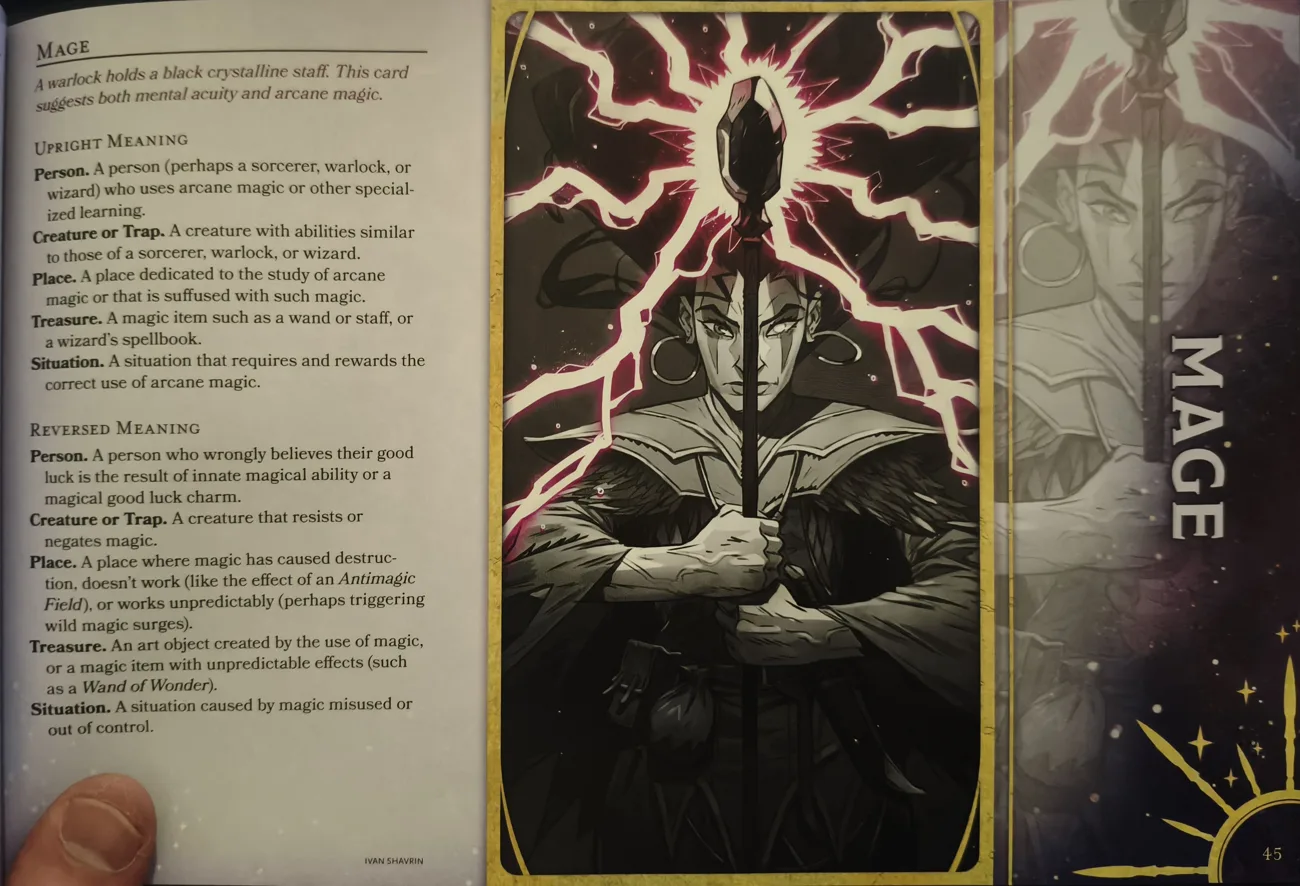 MAGE
A warlock holds a black crystalline staff. This card
suggests both mental acuity and arcane magic.
UPRIGHT MEANING
Person. A person (perhaps a sorcerer, warlock, or
wizard) who uses arcane magic or other special-
ized learning.
Creature or Trap. A creature with abilities similar
to those of a sorcerer, warlock, or wizard.
Place. A place dedicated to the study of arcane
magic or that is suffused with such magic.
Treasure. A magic item such as a wand or staff, or
a wizard's spellbook.
Situation. A situation that requires and rewards the
correct use of arcane magic.
REVERSED MEANING
Person. A person who wrongly believes their good
luck is the result of innate magical ability or a
magical good luck charm.
Creature or Trap. A creature that resists or
negates magic.
Place. A place where magic has caused destruc-
tion, doesn't work (like the effect of an Antimagic
Field), or works unpredictably (perhaps triggering
wild magic surges).
Treasure. An art object created by the use of magic,
or a magic item with unpredictable effects (such
as a Wand of Wonder).
Situation. A situation caused by magic misused or
out of control.
IVAN SHAVRIN
MAGE
45